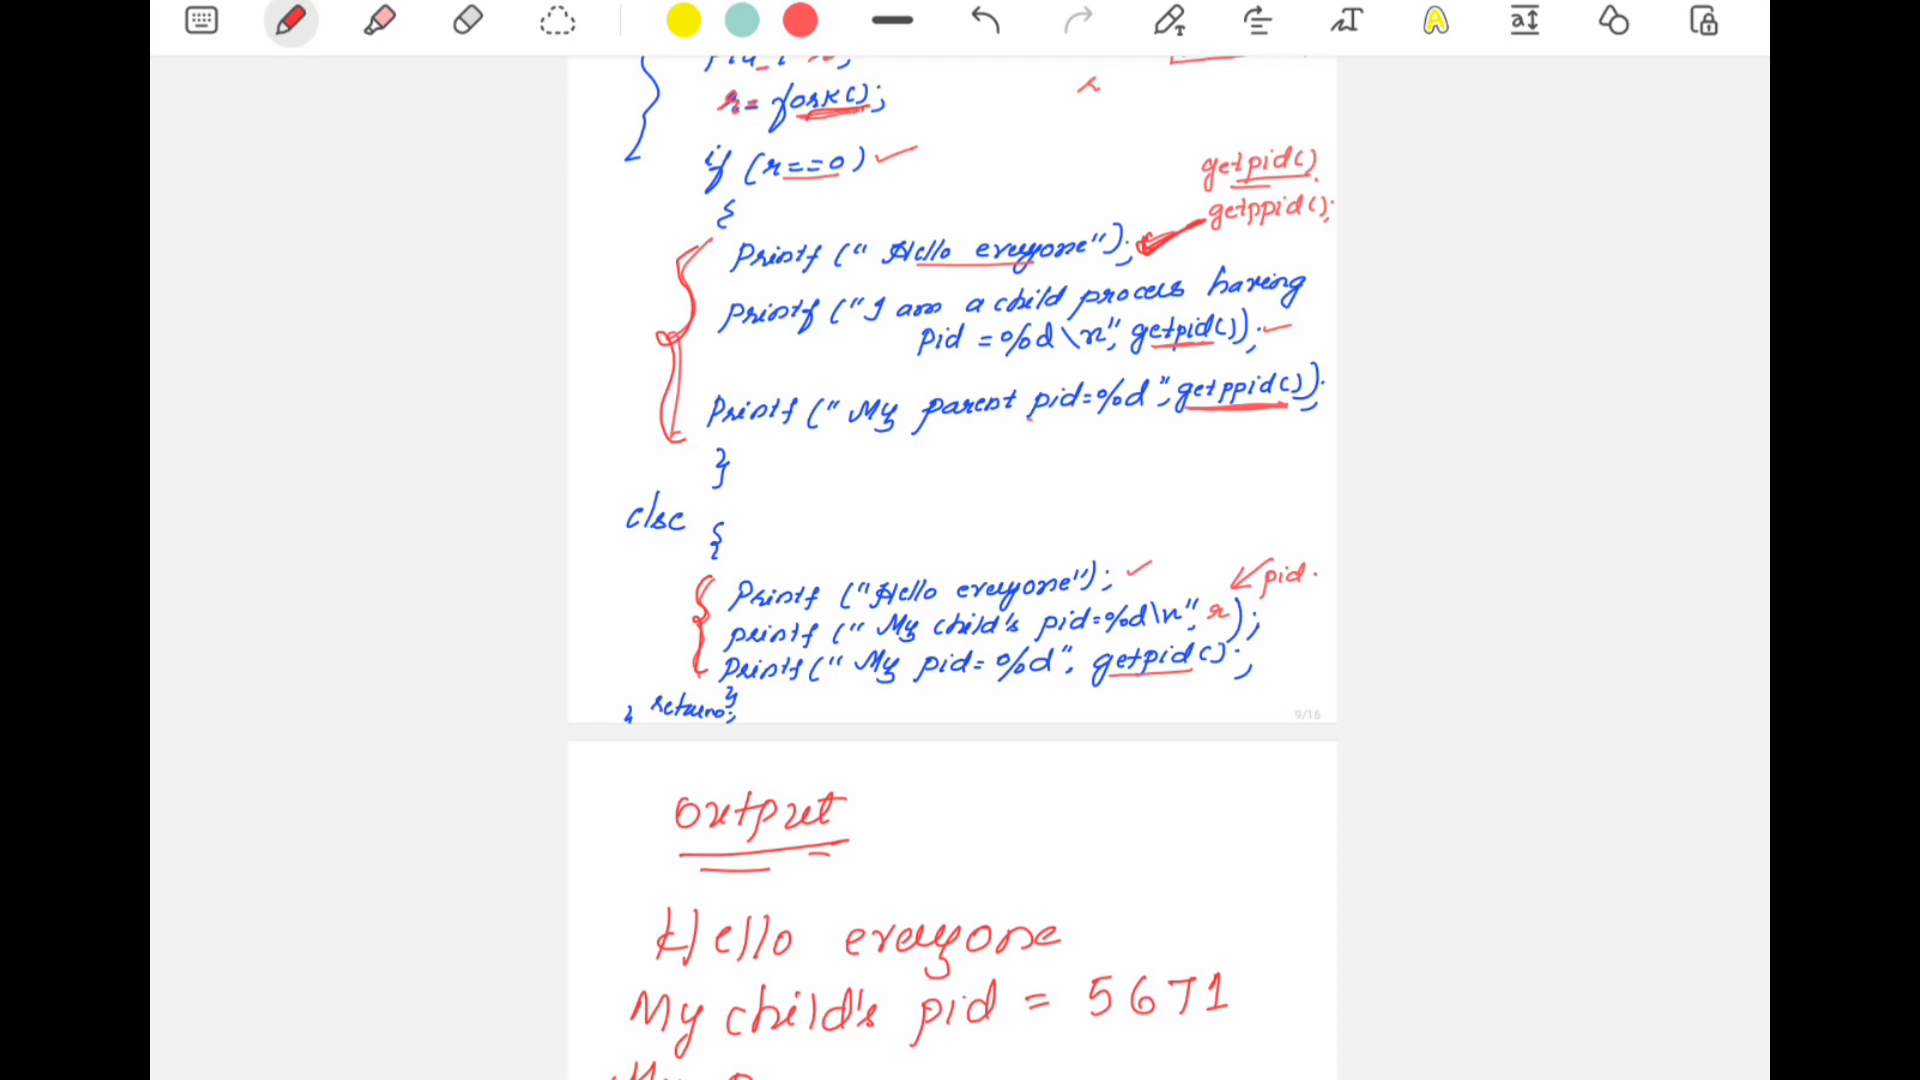 r= fork();
r
if (r==0)
getpid()
{
getppid();
Printf (" Hello everyone");
Printf ("I am a child process having
pid =%d\n", getpid());
Printf (" My parent pid=%d", getppid());
}
else
{
Printf ("Hello everyone");
pid.
printf (" My child's pid=%d\n", r);
Printf (" My pid= %d", getpid();
}
} return;
9/16
Output
Hello everyone
My child's pid = 5671